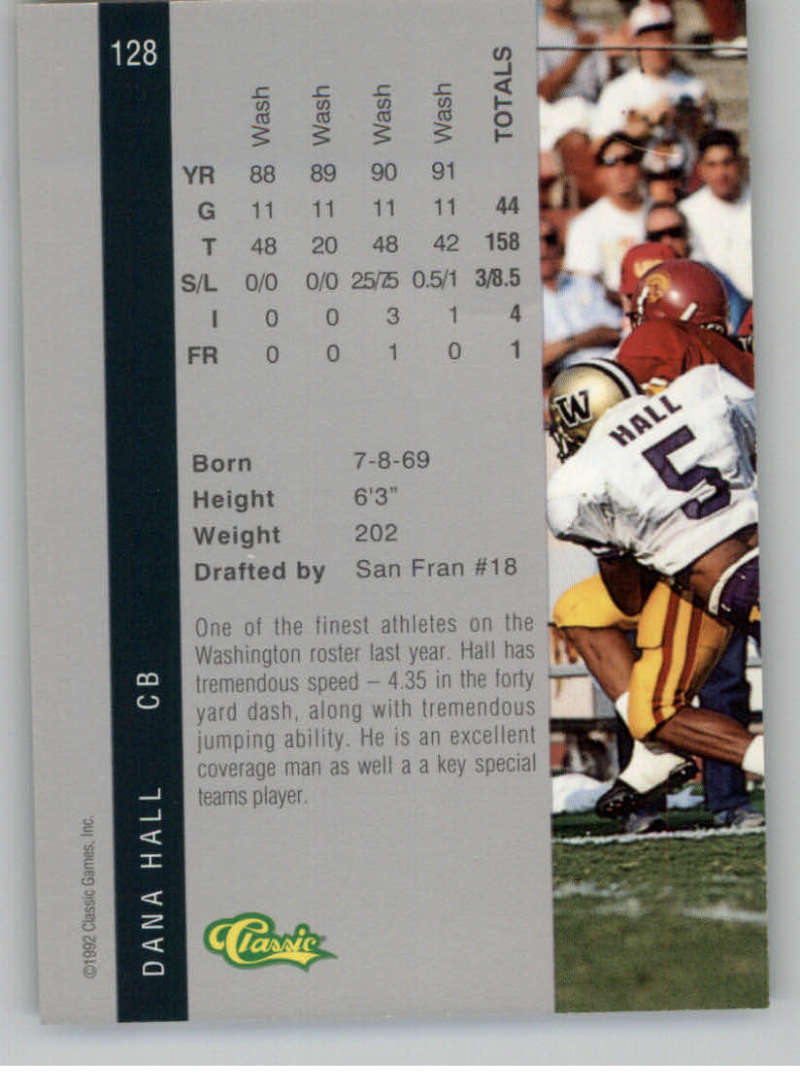 128
Wash Wash Wash Wash TOTALS
YR 88 89 90 91
G 11 11 11 11 44
T 48 20 48 42 158
S/L 0/0 0/0 25/75 0.5/1 3/8.5
I 0 0 3 1 4
FR 0 0 1 0 1
Born 7-8-69
Height 6'3"
Weight 202
Drafted by San Fran #18
One of the finest athletes on the
Washington roster last year. Hall has
tremendous speed – 4.35 in the forty
yard dash, along with tremendous
jumping ability. He is an excellent
coverage man as well a a key special
teams player.
Classic
DANA HALL CB
©1992 Classic Games, Inc.
W
HALL
5